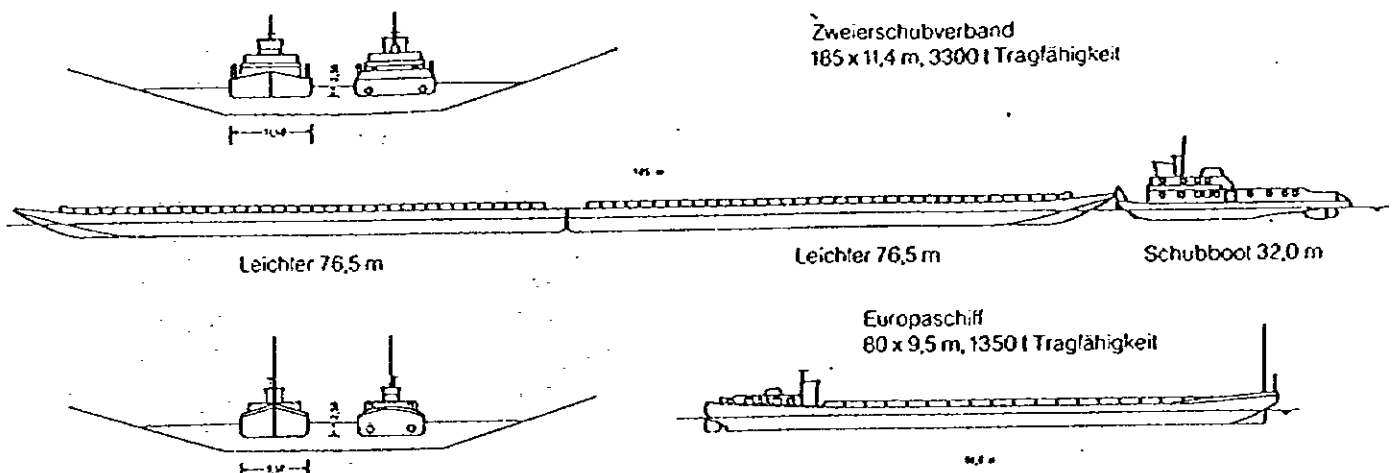 Zweierschubverband
185 x 11,4 m, 3300 t Tragfähigkeit
185 m
Leichter 76,5 m
Leichter 76,5 m
Schubboot 32,0 m
Europaschiff
80 x 9,5 m, 1350 t Tragfähigkeit